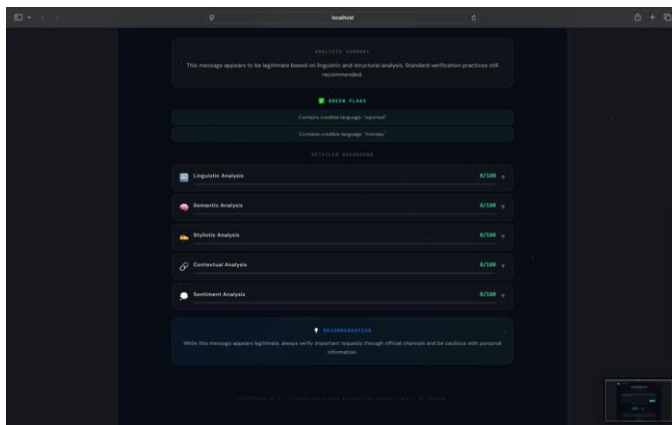 localhost
ANALYSIS SUMMARY
This message appears to be legitimate based on linguistic and structural analysis. Standard verification practices still
recommended.
GREEN FLAGS
Contains credible language: "reported"
Contains credible language: "monday"
DETAILED BREAKDOWN
Linguistic Analysis 0/100
Semantic Analysis 0/100
Stylistic Analysis 0/100
Contextual Analysis 0/100
Sentiment Analysis 0/100
RECOMMENDATION
While this message appears legitimate, always verify important requests through official channels and be cautious with personal
information.